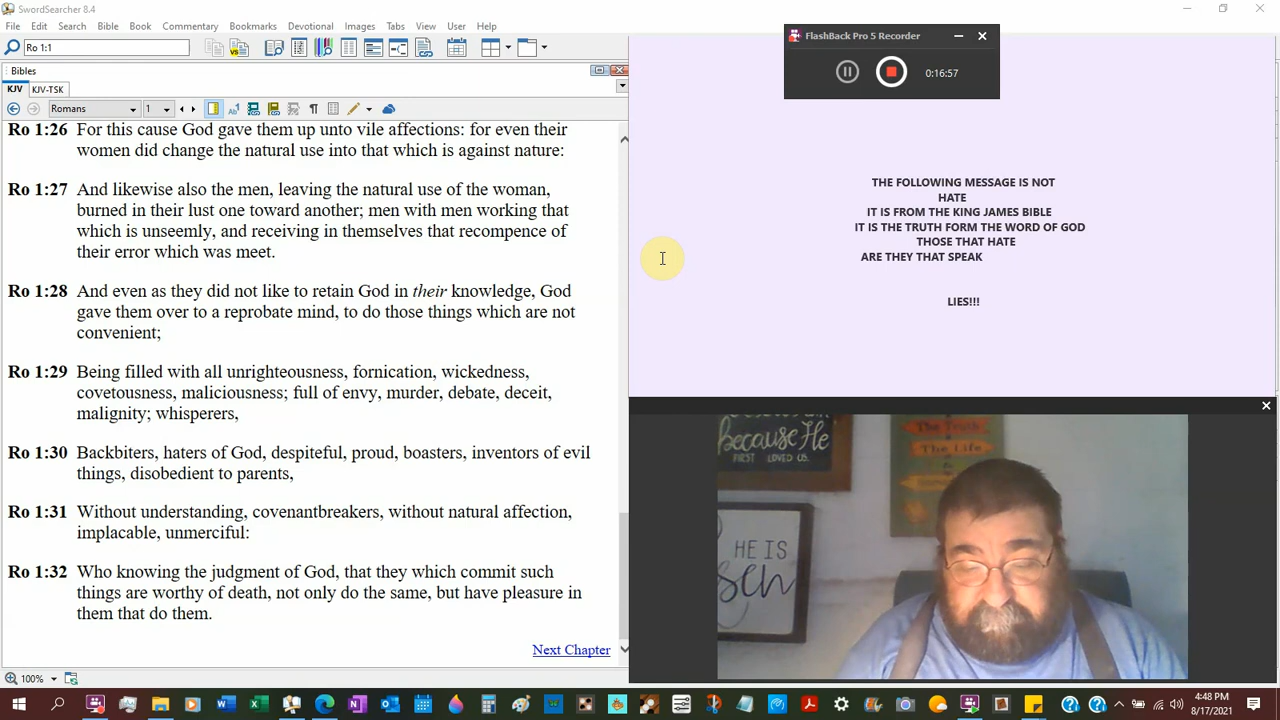 SwordSearcher 8.4
File Edit Search Bible Book Commentary Bookmarks Devotional Images Tabs View User Help
Ro 1:1
Bibles
KJV KJV-TSK
Romans 1
Ro 1:26 For this cause God gave them up unto vile affections: for even their
women did change the natural use into that which is against nature:
Ro 1:27 And likewise also the men, leaving the natural use of the woman,
burned in their lust one toward another; men with men working that
which is unseemly, and receiving in themselves that recompence of
their error which was meet.
Ro 1:28 And even as they did not like to retain God in their knowledge, God
gave them over to a reprobate mind, to do those things which are not
convenient;
Ro 1:29 Being filled with all unrighteousness, fornication, wickedness,
covetousness, maliciousness; full of envy, murder, debate, deceit,
malignity; whisperers,
Ro 1:30 Backbiters, haters of God, despiteful, proud, boasters, inventors of evil
things, disobedient to parents,
Ro 1:31 Without understanding, covenantbreakers, without natural affection,
implacable, unmerciful:
Ro 1:32 Who knowing the judgment of God, that they which commit such
things are worthy of death, not only do the same, but have pleasure in
them that do them.
Next Chapter
100%
FlashBack Pro 5 Recorder
0:16:57
THE FOLLOWING MESSAGE IS NOT
HATE
IT IS FROM THE KING JAMES BIBLE
IT IS THE TRUTH FORM THE WORD OF GOD
THOSE THAT HATE
ARE THEY THAT SPEAK
LIES!!!
because He
FIRST LOVED US.
The Truth
The Life
HE IS
4:48 PM
8/17/2021